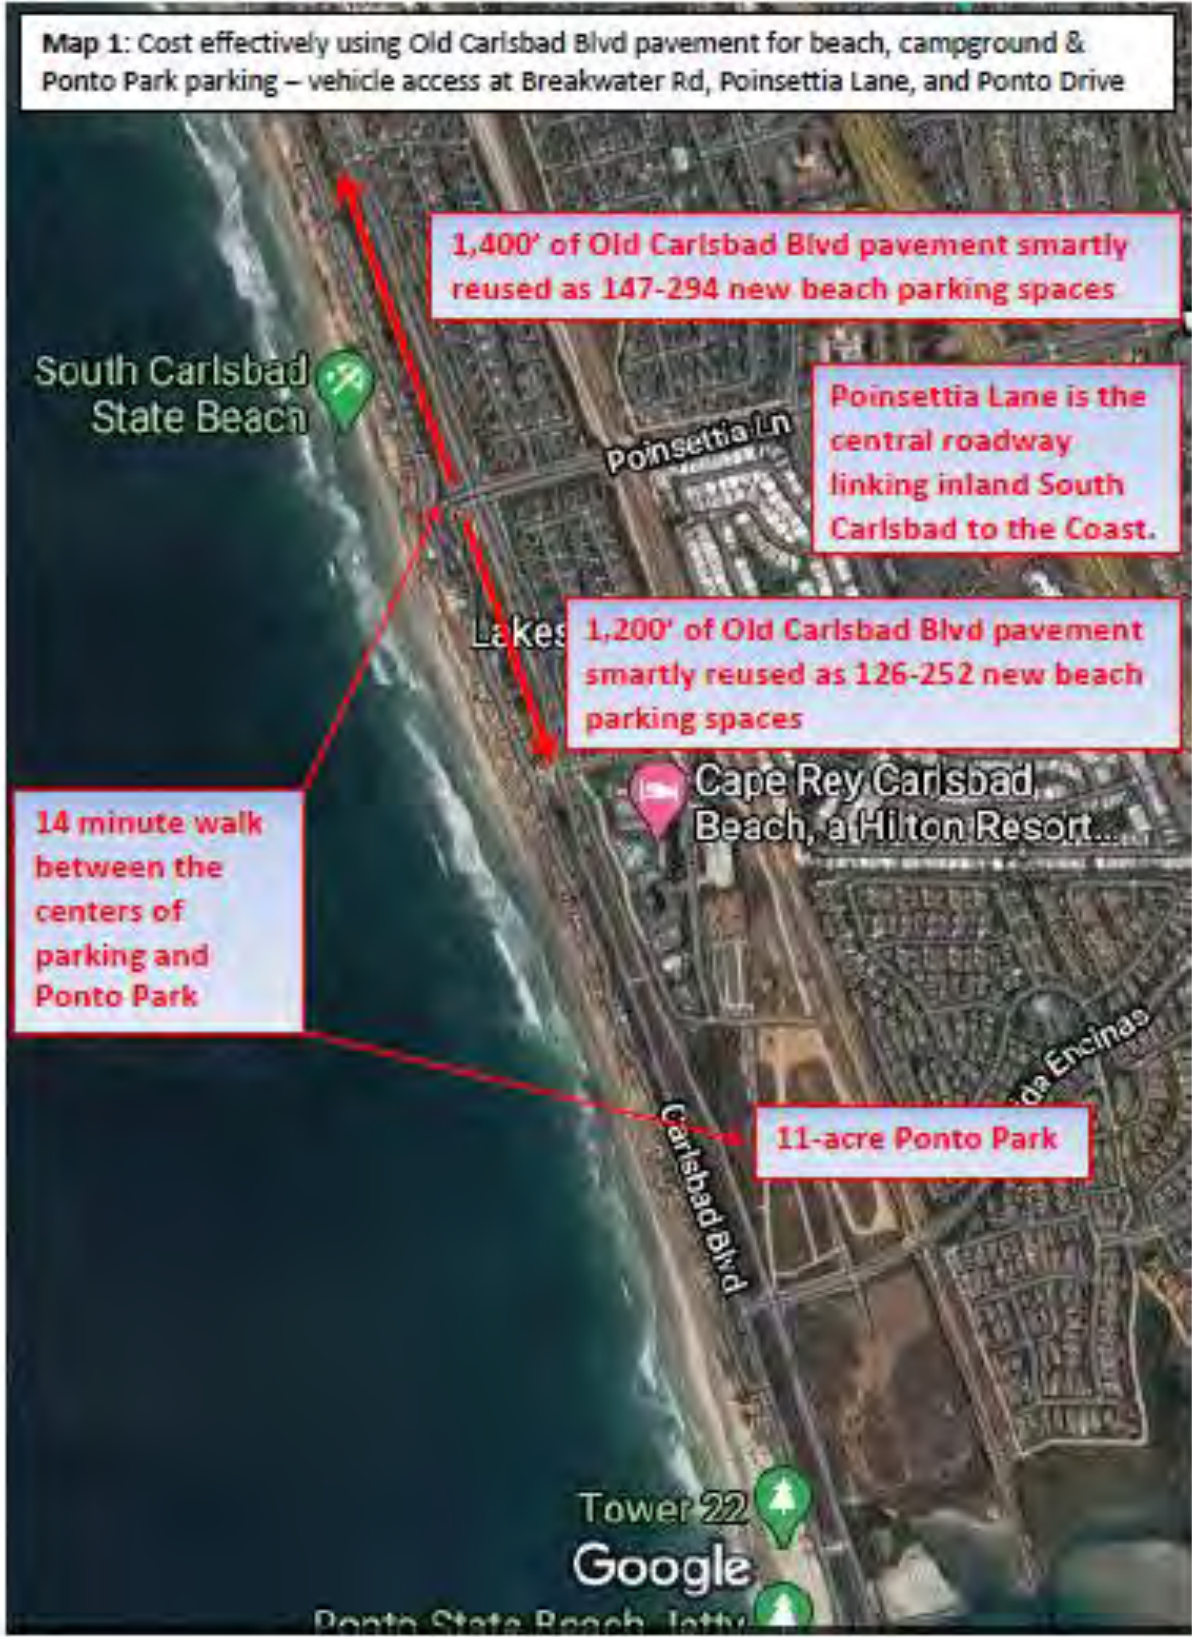 Map 1: Cost effectively using Old Carlsbad Blvd pavement for beach, campground &
Ponto Park parking – vehicle access at Breakwater Rd, Poinsettia Lane, and Ponto Drive
1,400' of Old Carlsbad Blvd pavement smartly
reused as 147-294 new beach parking spaces
South Carlsbad
State Beach
Poinsettia Ln
Poinsettia Lane is the
central roadway
linking inland South
Carlsbad to the Coast.
Lakes
1,200' of Old Carlsbad Blvd pavement
smartly reused as 126-252 new beach
parking spaces
Cape Rey Carlsbad
Beach, a Hilton Resort...
14 minute walk
between the
centers of
parking and
Ponto Park
ida Encinas
11-acre Ponto Park
Carlsbad Blvd
Tower 22
Google
Ponto State Beach Jetty